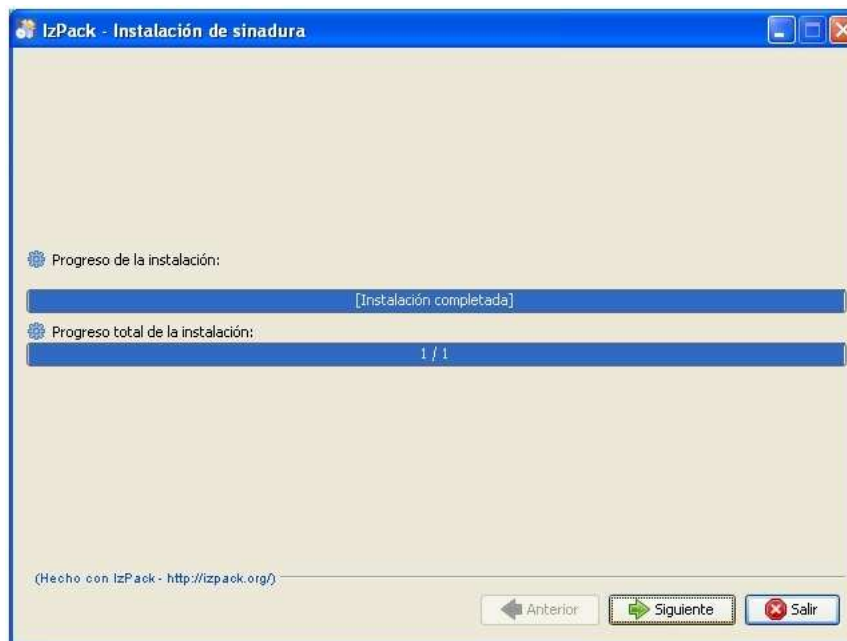 IzPack - Instalación de sinadura
Progreso de la instalación:
[Instalación completada]
Progreso total de la instalación:
1 / 1
(Hecho con IzPack - http://izpack.org/)
Anterior Siguiente Salir